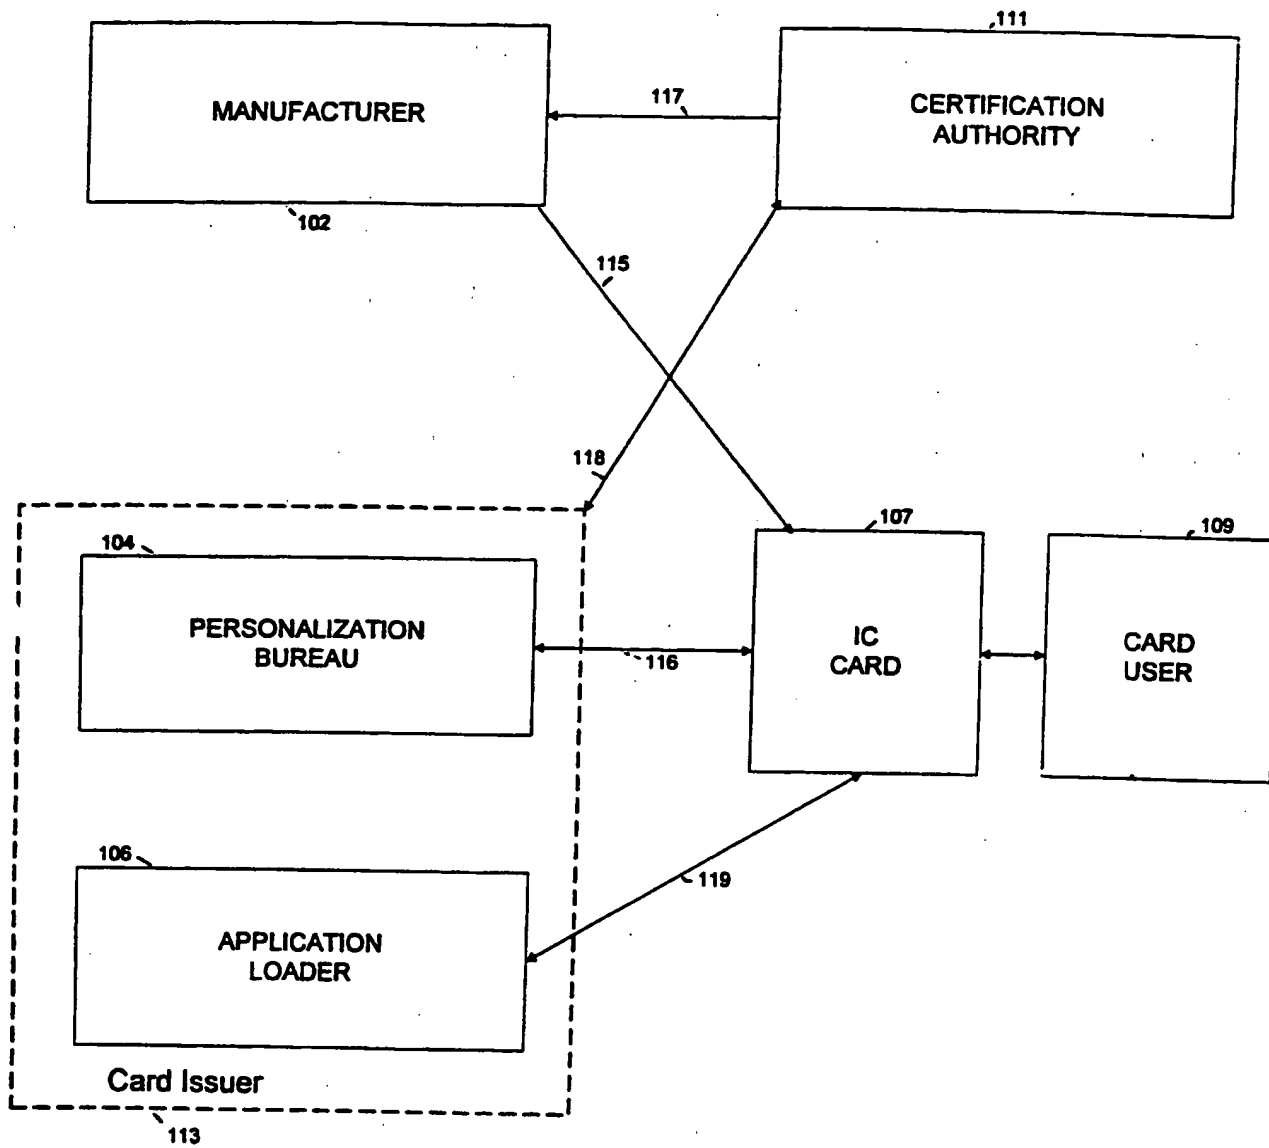 111
MANUFACTURER
117
CERTIFICATION
AUTHORITY
102
115
118
107
109
104
PERSONALIZATION
BUREAU
116
IC
CARD
CARD
USER
106
119
APPLICATION
LOADER
Card Issuer
113